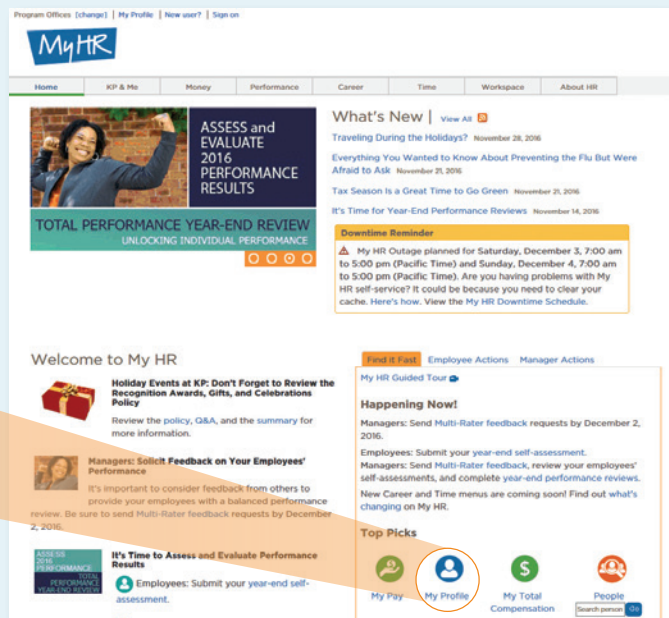 Program Offices [change] | My Profile | New user? | Sign on
MyHR
Home KP & Me Money Performance Career Time Workspace About HR
ASSESS and
EVALUATE
2016
PERFORMANCE
RESULTS
TOTAL PERFORMANCE YEAR-END REVIEW
UNLOCKING INDIVIDUAL PERFORMANCE
What's New | View All
Traveling During the Holidays? November 28, 2016
Everything You Wanted to Know About Preventing the Flu But Were
Afraid to Ask November 21, 2016
Tax Season Is a Great Time to Go Green November 21, 2016
It's Time for Year-End Performance Reviews November 14, 2016
Downtime Reminder
My HR Outage planned for Saturday, December 3, 7:00 am
to 5:00 pm (Pacific Time) and Sunday, December 4, 7:00 am
to 5:00 pm (Pacific Time). Are you having problems with My
HR self-service? It could be because you need to clear your
cache. Here's how. View the My HR Downtime Schedule.
Welcome to My HR
Holiday Events at KP: Don't Forget to Review the
Recognition Awards, Gifts, and Celebrations
Policy
Review the policy, Q&A, and the summary for
more information.
Managers: Solicit Feedback on Your Employees'
Performance
It's important to consider feedback from others to
provide your employees with a balanced performance
review. Be sure to send Multi-Rater feedback requests by December
2, 2016.
ASSESS
2016
PERFORMANCE
TOTAL
PERFORMANCE
YEAR-END REVIEW
It's Time to Assess and Evaluate Performance
Results
Employees: Submit your year-end self-
assessment.
Find it Fast Employee Actions Manager Actions
My HR Guided Tour
Happening Now!
Managers: Send Multi-Rater feedback requests by December 2,
2016.
Employees: Submit your year-end self-assessment.
Managers: Send Multi-Rater feedback, review your employees'
self-assessments, and complete year-end performance reviews.
New Career and Time menus are coming soon! Find out what's
changing on My HR.
Top Picks
My Pay My Profile My Total People
Compensation Search person Go